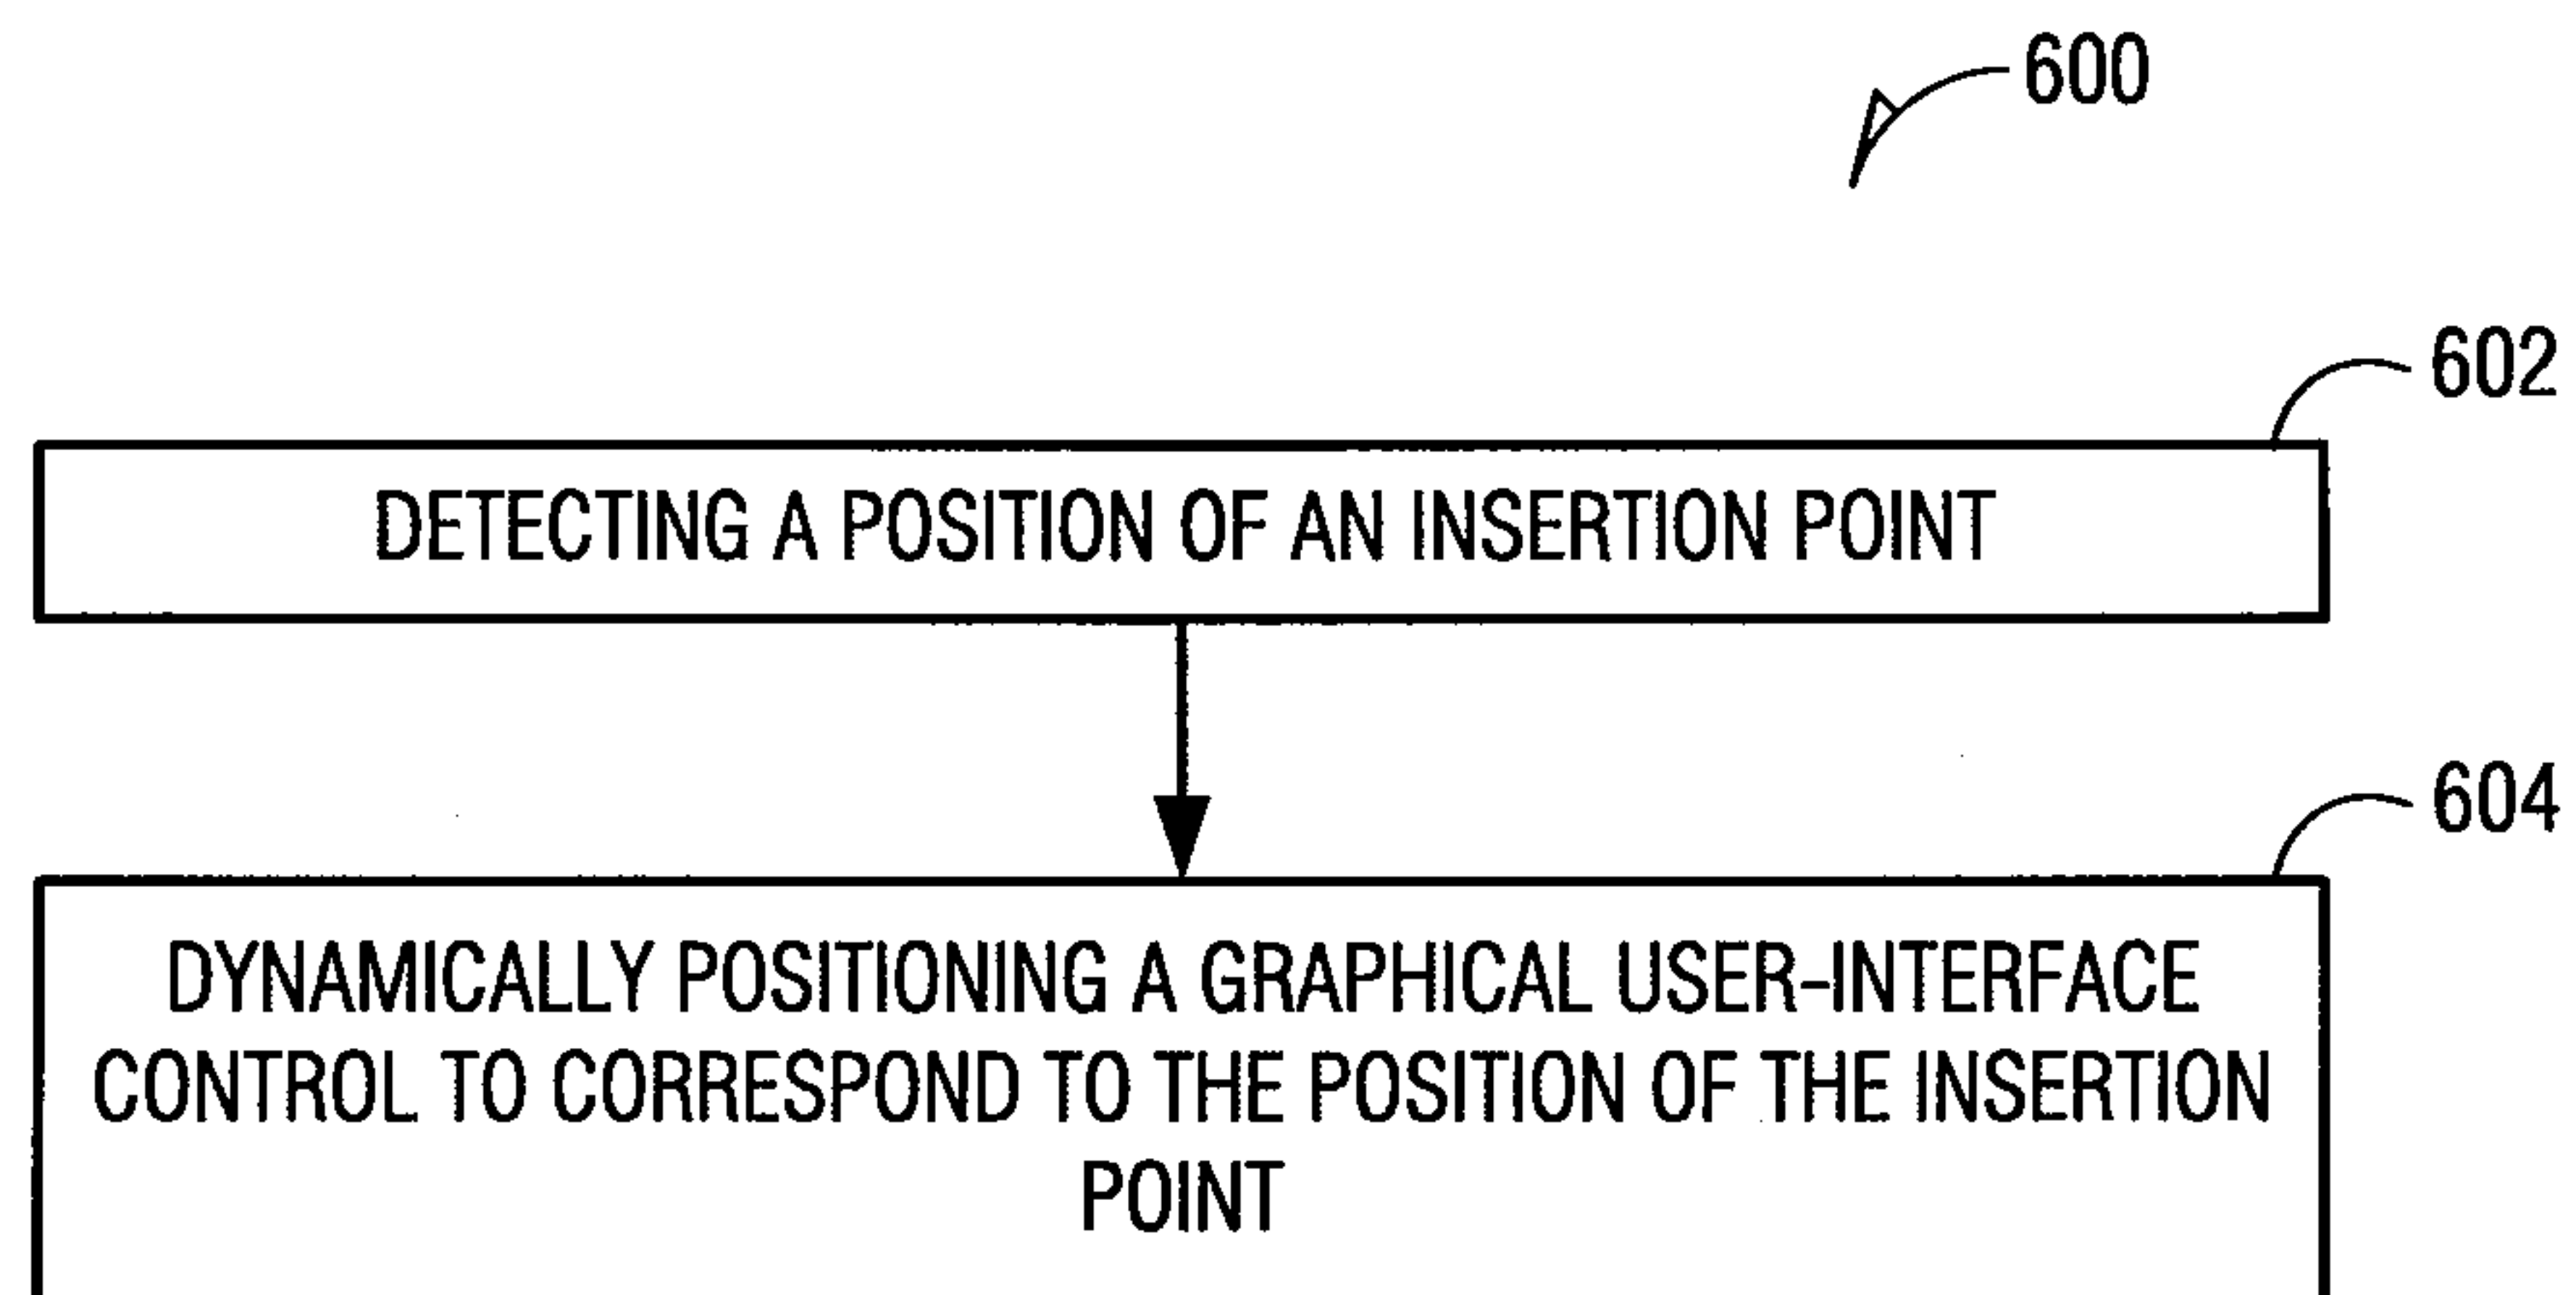 600
602
DETECTING A POSITION OF AN INSERTION POINT
604
DYNAMICALLY POSITIONING A GRAPHICAL USER-INTERFACE
CONTROL TO CORRESPOND TO THE POSITION OF THE INSERTION
POINT